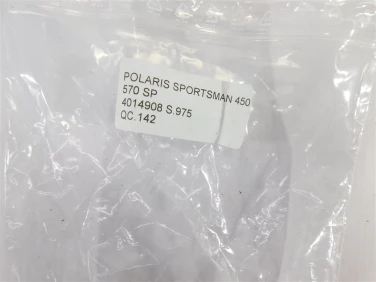 POLARIS SPORTSMAN 450
570 SP
4014908 S.975
QC.142